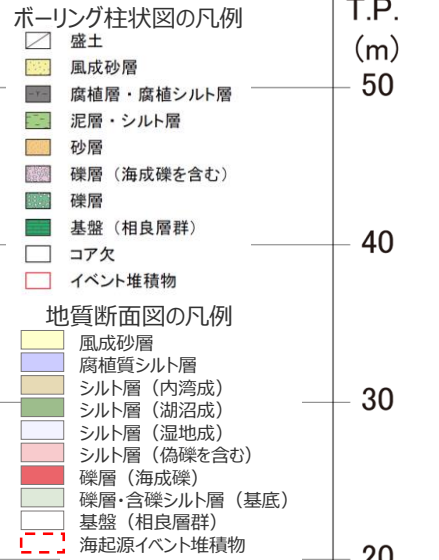 ボーリング柱状図の凡例
盛土
風成砂層
腐植層・腐植シルト層
泥層・シルト層
砂層
礫層（海成礫を含む）
礫層
基盤（相良層群）
コア欠
イベント堆積物
地質断面図の凡例
風成砂層
腐植質シルト層
シルト層（内湾成）
シルト層（湖沼成）
シルト層（湿地成）
シルト層（偽礫を含む）
礫層（海成礫）
礫層・含礫シルト層（基底）
基盤（相良層群）
海起源イベント堆積物
T.P.
(m)
50
40
30
20